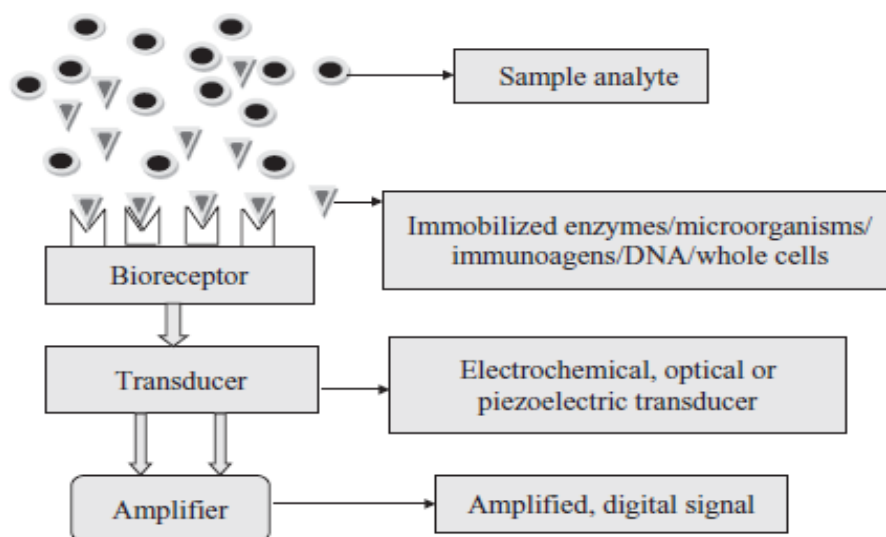 Sample analyte
Immobilized enzymes/microorganisms/
immunoagens/DNA/whole cells
Bioreceptor
Transducer
Electrochemical, optical or
piezoelectric transducer
Amplifier
Amplified, digital signal